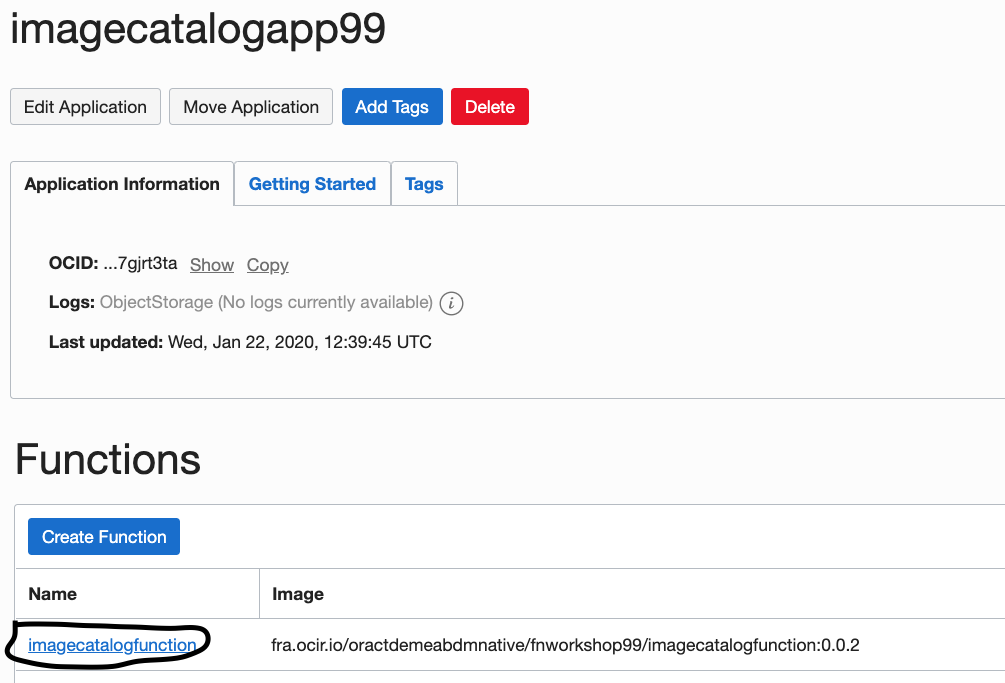 imagecatalogapp99
Edit Application Move Application Add Tags Delete
Application Information Getting Started Tags
OCID: ...7gjrt3ta Show Copy
Logs: ObjectStorage (No logs currently available) i
Last updated: Wed, Jan 22, 2020, 12:39:45 UTC
Functions
Create Function
Name Image
imagecatalogfunction fra.ocir.io/oractdemeabdmnative/fnworkshop99/imagecatalogfunction:0.0.2